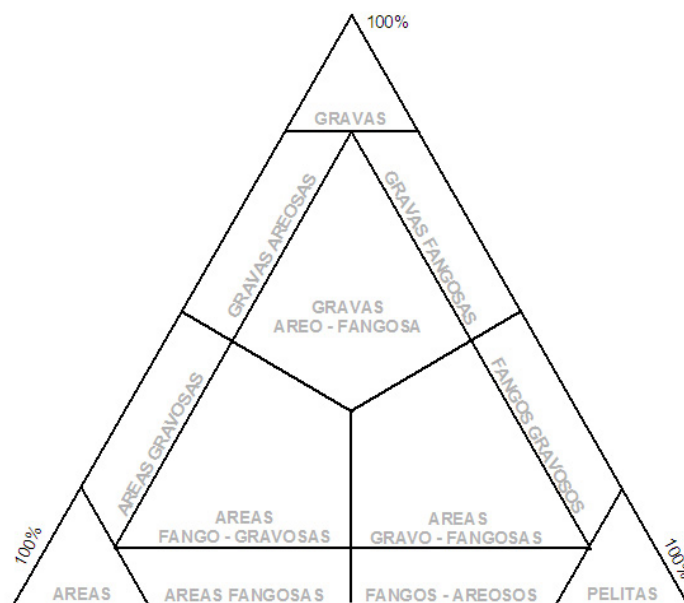 100%
GRAVAS
GRAVAS AREOSAS
GRAVAS FANGOSAS
GRAVAS
AREO - FANGOSA
AREAS GRAVOSAS
FANGOS GRAVOSOS
AREAS
FANGO - GRAVOSAS
AREAS
GRAVO - FANGOSAS
100%
100%
AREAS
AREAS FANGOSAS
FANGOS - AREOSOS
PELITAS